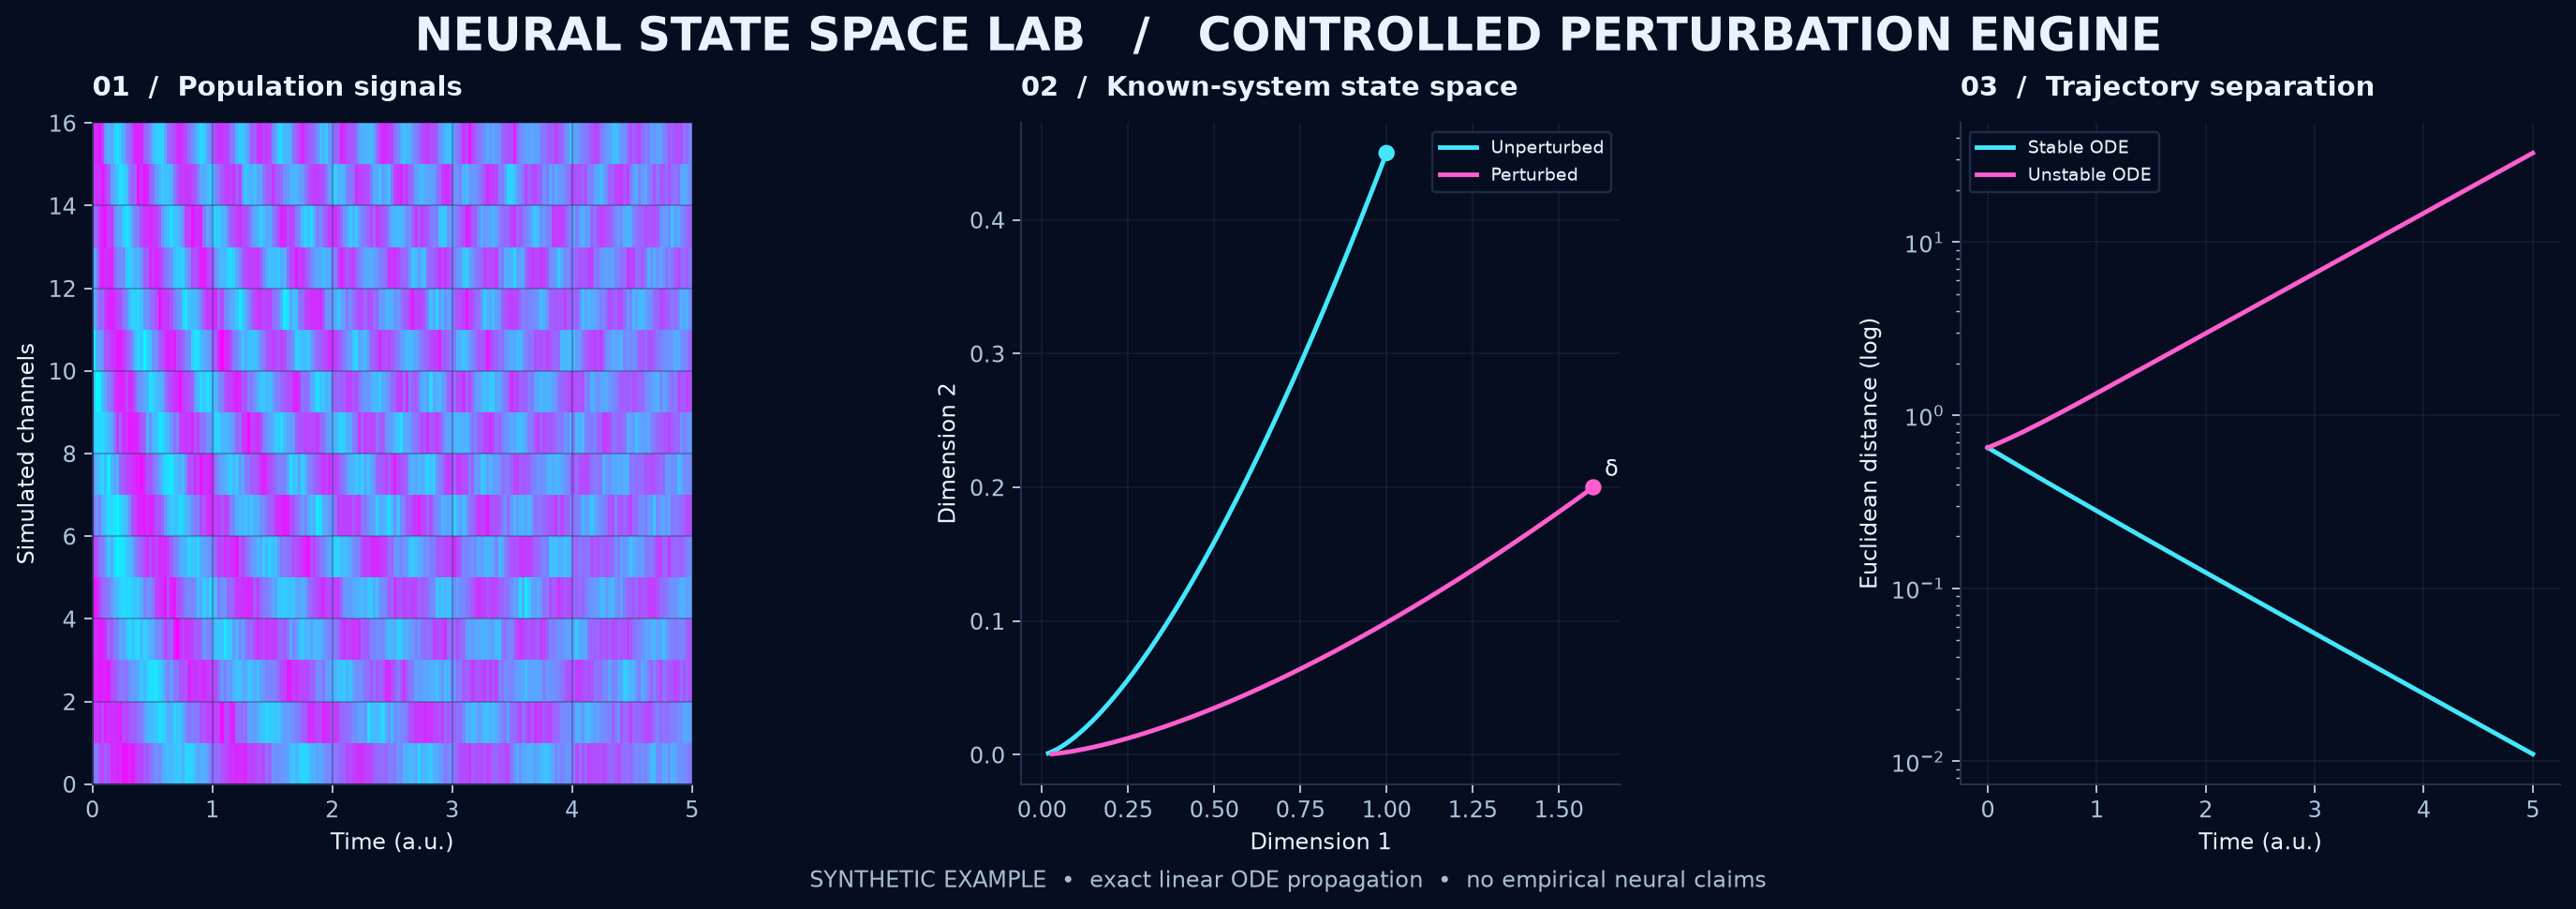 NEURAL STATE SPACE LAB / CONTROLLED PERTURBATION ENGINE
01 / Population signals
16
14
12
10
8
6
4
2
0
Simulated channels
0 1 2 3 4 5
Time (a.u.)
02 / Known-system state space
Unperturbed
Perturbed
δ
0.4
0.3
0.2
0.1
0.0
Dimension 2
0.00 0.25 0.50 0.75 1.00 1.25 1.50
Dimension 1
03 / Trajectory separation
Stable ODE
Unstable ODE
10¹
10⁰
10⁻¹
10⁻²
Euclidean distance (log)
0 1 2 3 4 5
Time (a.u.)
SYNTHETIC EXAMPLE • exact linear ODE propagation • no empirical neural claims